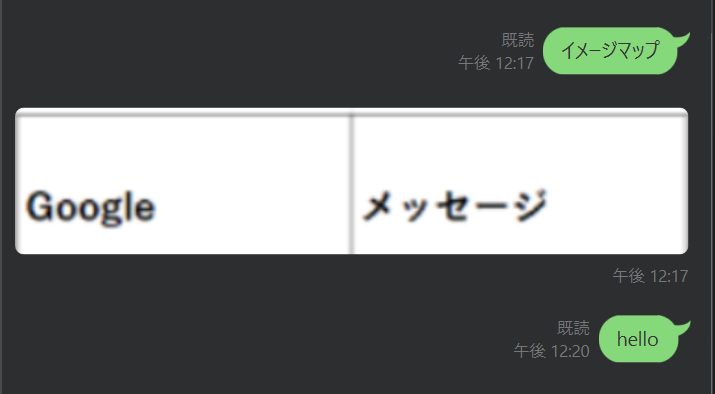 既読
午後 12:17
イメージマップ
Google
メッセージ
午後 12:17
既読
午後 12:20
hello